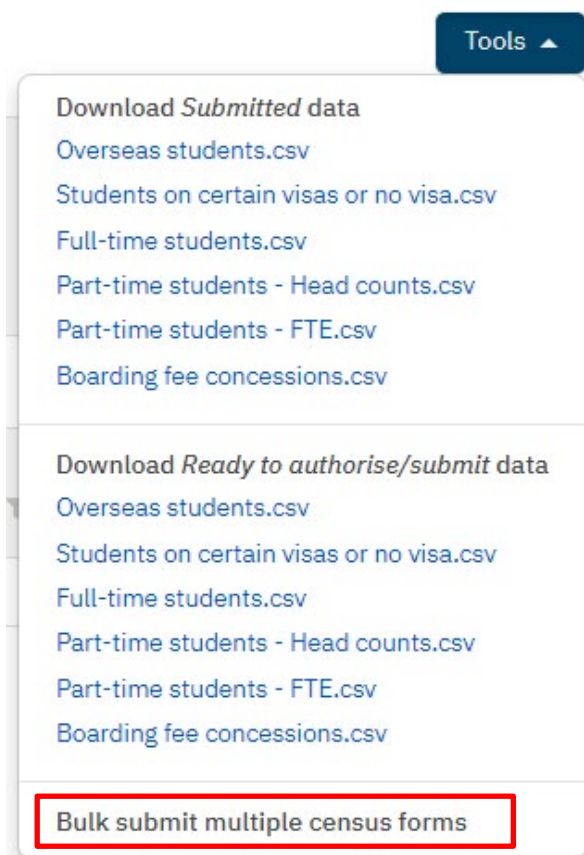 Tools
Download Submitted data
Overseas students.csv
Students on certain visas or no visa.csv
Full-time students.csv
Part-time students - Head counts.csv
Part-time students - FTE.csv
Boarding fee concessions.csv
Download Ready to authorise/submit data
Overseas students.csv
Students on certain visas or no visa.csv
Full-time students.csv
Part-time students - Head counts.csv
Part-time students - FTE.csv
Boarding fee concessions.csv
Bulk submit multiple census forms